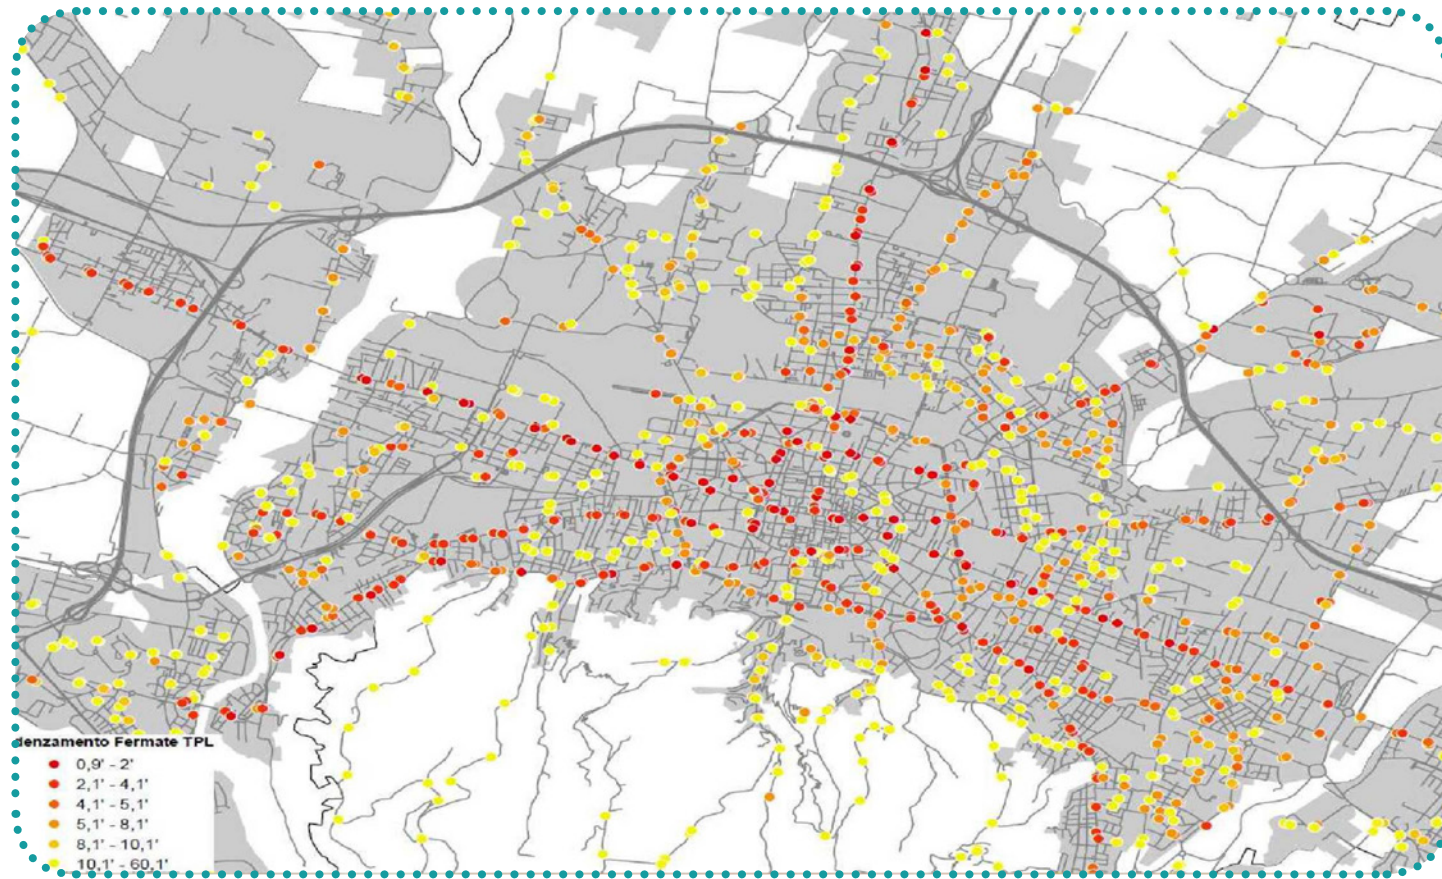 denzamento Fermate TPL
0,9' - 2'
2,1' - 4,1'
4,1' - 5,1'
5,1' - 8,1'
8,1' - 10,1'
10,1' - 60,1'